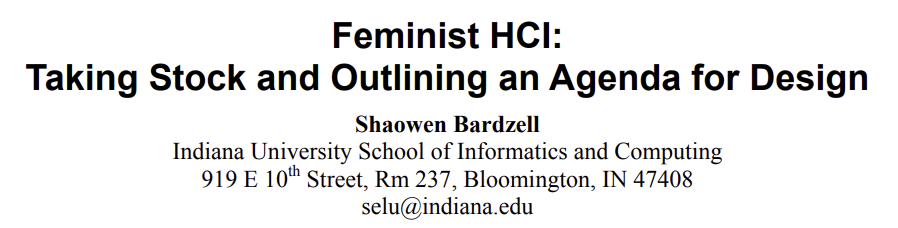 Feminist HCI:
Taking Stock and Outlining an Agenda for Design
Shaowen Bardzell
Indiana University School of Informatics and Computing
919 E 10th Street, Rm 237, Bloomington, IN 47408
selu@indiana.edu